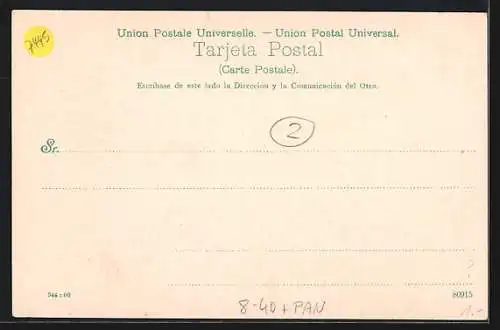 7445
Union Postale Universelle. — Union Postal Universal.
Tarjeta Postal
(Carte Postale).
Escríbase de este lado la Dirección y la Comunicación del Otro.
2
Sr.
80915
8-40 + PAN
1.-